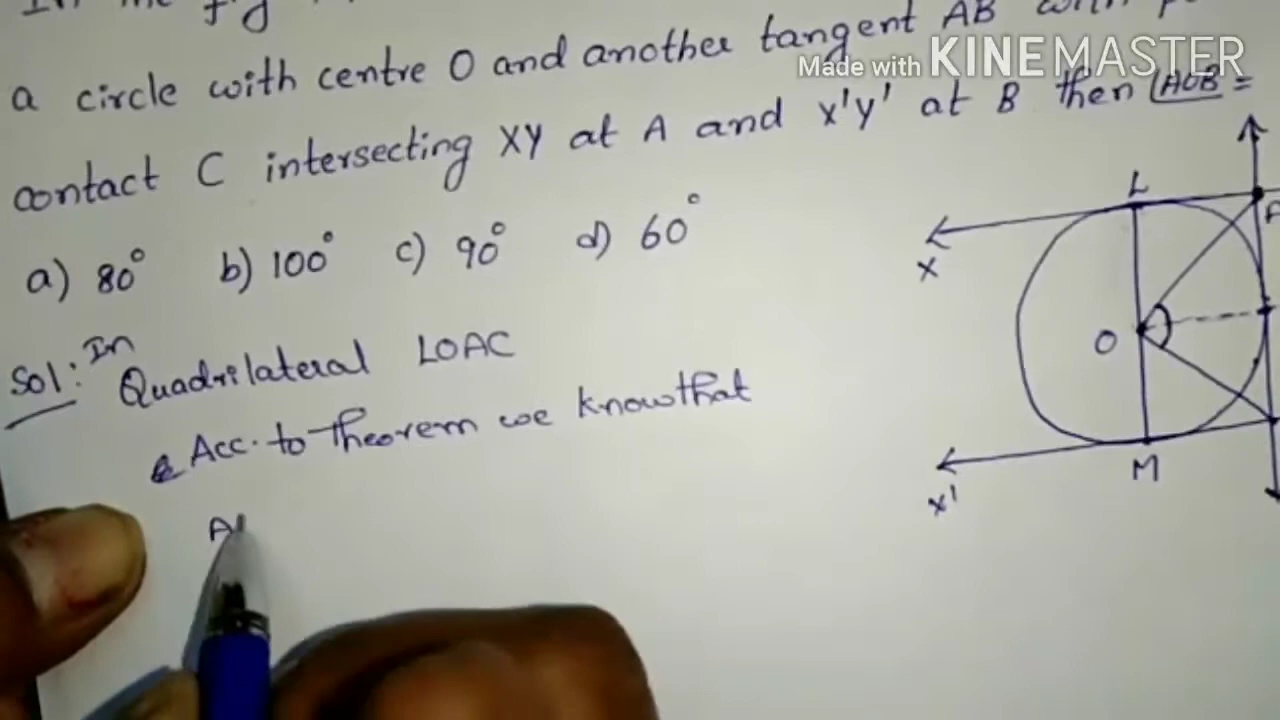 a circle with centre O and another tangent AB with
Made with KINEMASTER
contact C intersecting XY at A and x'y' at B then ∠AOB =
a) 80° b) 100° c) 90° d) 60°
Sol: In Quadrilateral LOAC
Acc. to Theorem we know that
L
A
X
O
M
X'